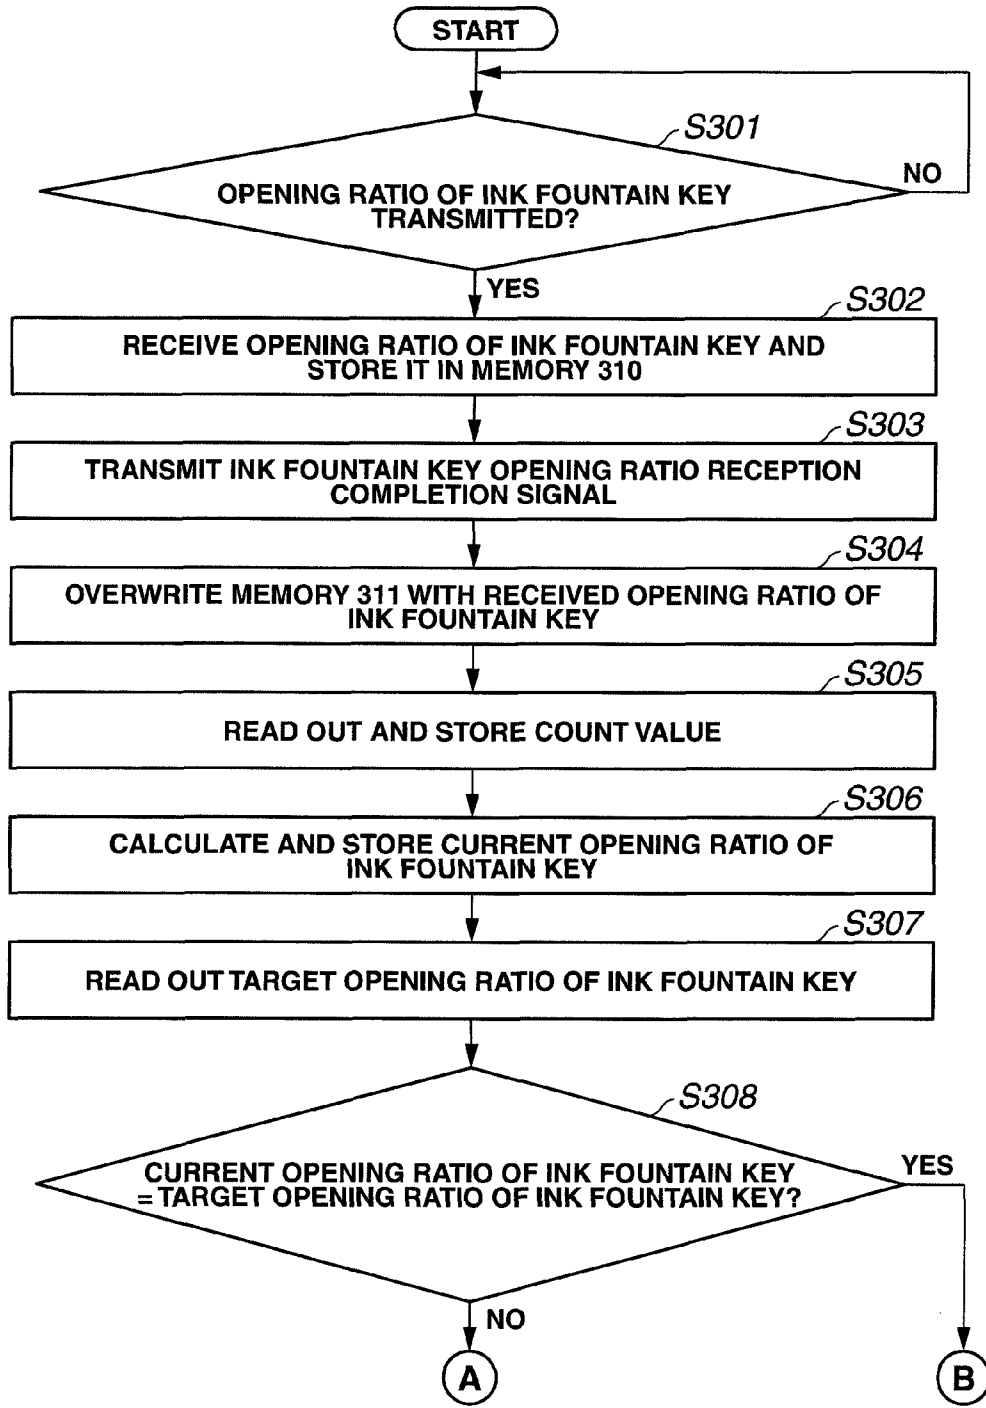 START
S301
NO
OPENING RATIO OF INK FOUNTAIN KEY
TRANSMITTED?
YES
S302
RECEIVE OPENING RATIO OF INK FOUNTAIN KEY AND
STORE IT IN MEMORY 310
S303
TRANSMIT INK FOUNTAIN KEY OPENING RATIO RECEPTION
COMPLETION SIGNAL
S304
OVERWRITE MEMORY 311 WITH RECEIVED OPENING RATIO OF
INK FOUNTAIN KEY
S305
READ OUT AND STORE COUNT VALUE
S306
CALCULATE AND STORE CURRENT OPENING RATIO OF
INK FOUNTAIN KEY
S307
READ OUT TARGET OPENING RATIO OF INK FOUNTAIN KEY
S308
CURRENT OPENING RATIO OF INK FOUNTAIN KEY
= TARGET OPENING RATIO OF INK FOUNTAIN KEY?
YES
NO
A
B